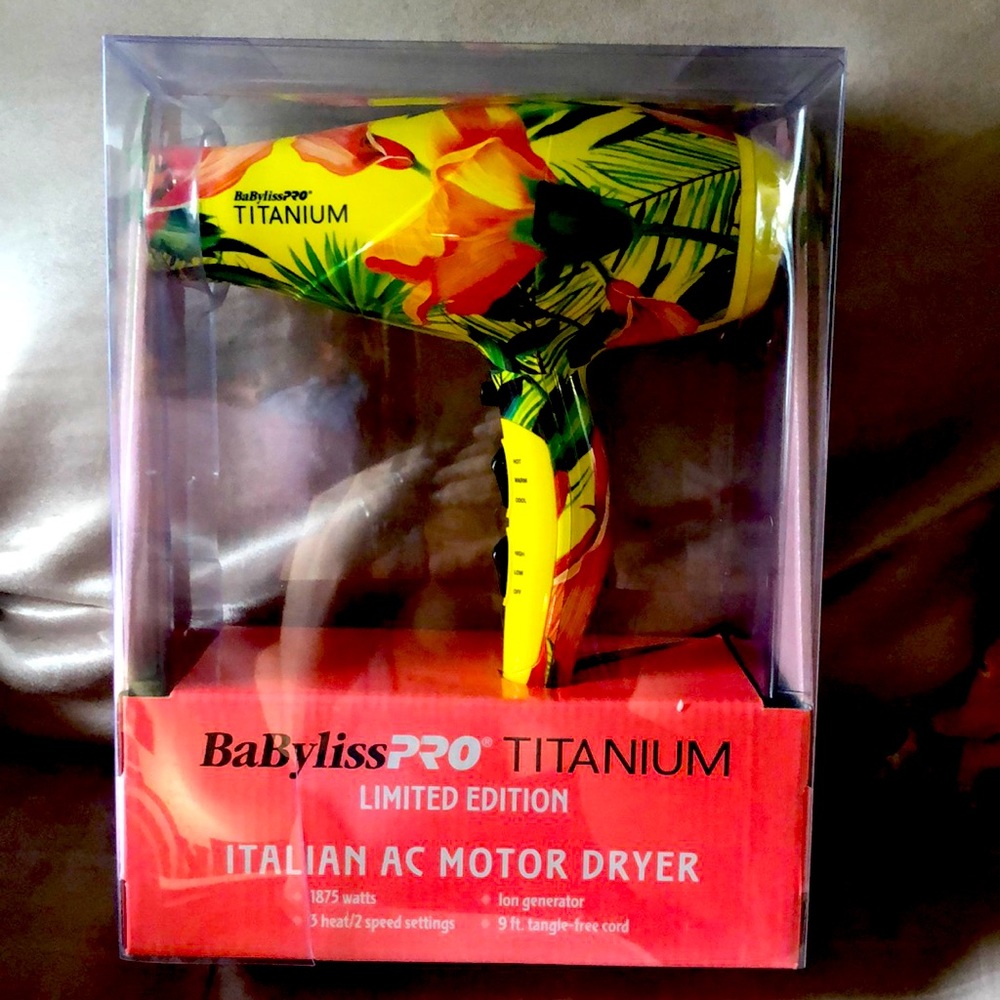 BaBylissPRO®
TITANIUM
HOT
WARM
COOL
HIGH
LOW
OFF
BaBylissPRO® TITANIUM
LIMITED EDITION
ITALIAN AC MOTOR DRYER
• 1875 watts
• Ion generator
• 3 heat/2 speed settings
• 9 ft. tangle-free cord